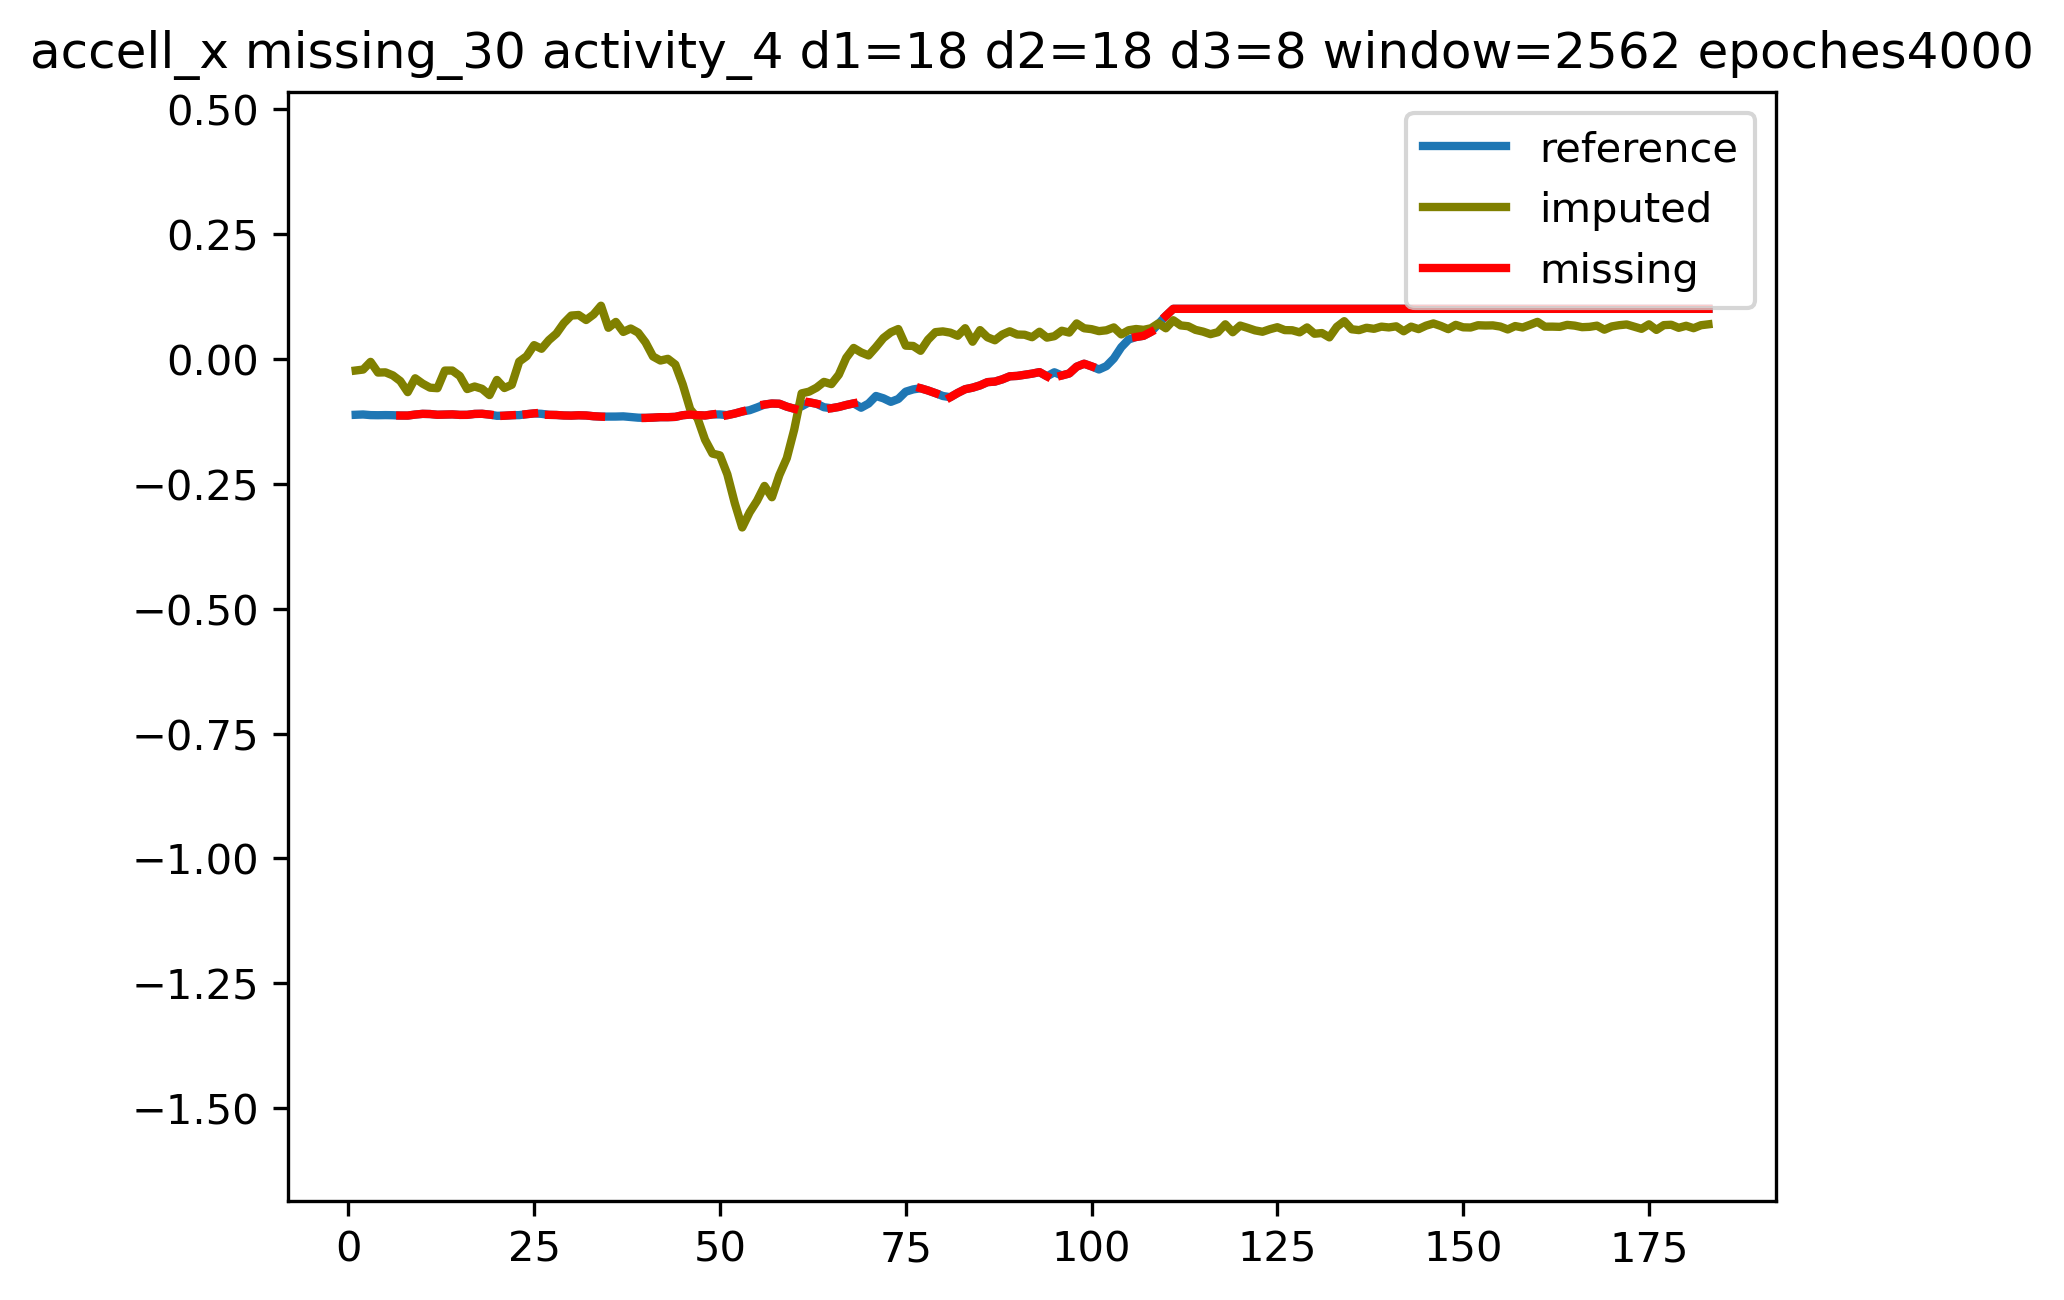 accell_x missing_30 activity_4 d1=18 d2=18 d3=8 window=2562 epoches4000
0.50
0.25
0.00
−0.25
−0.50
−0.75
−1.00
−1.25
−1.50
reference
imputed
missing
0 25 50 75 100 125 150 175